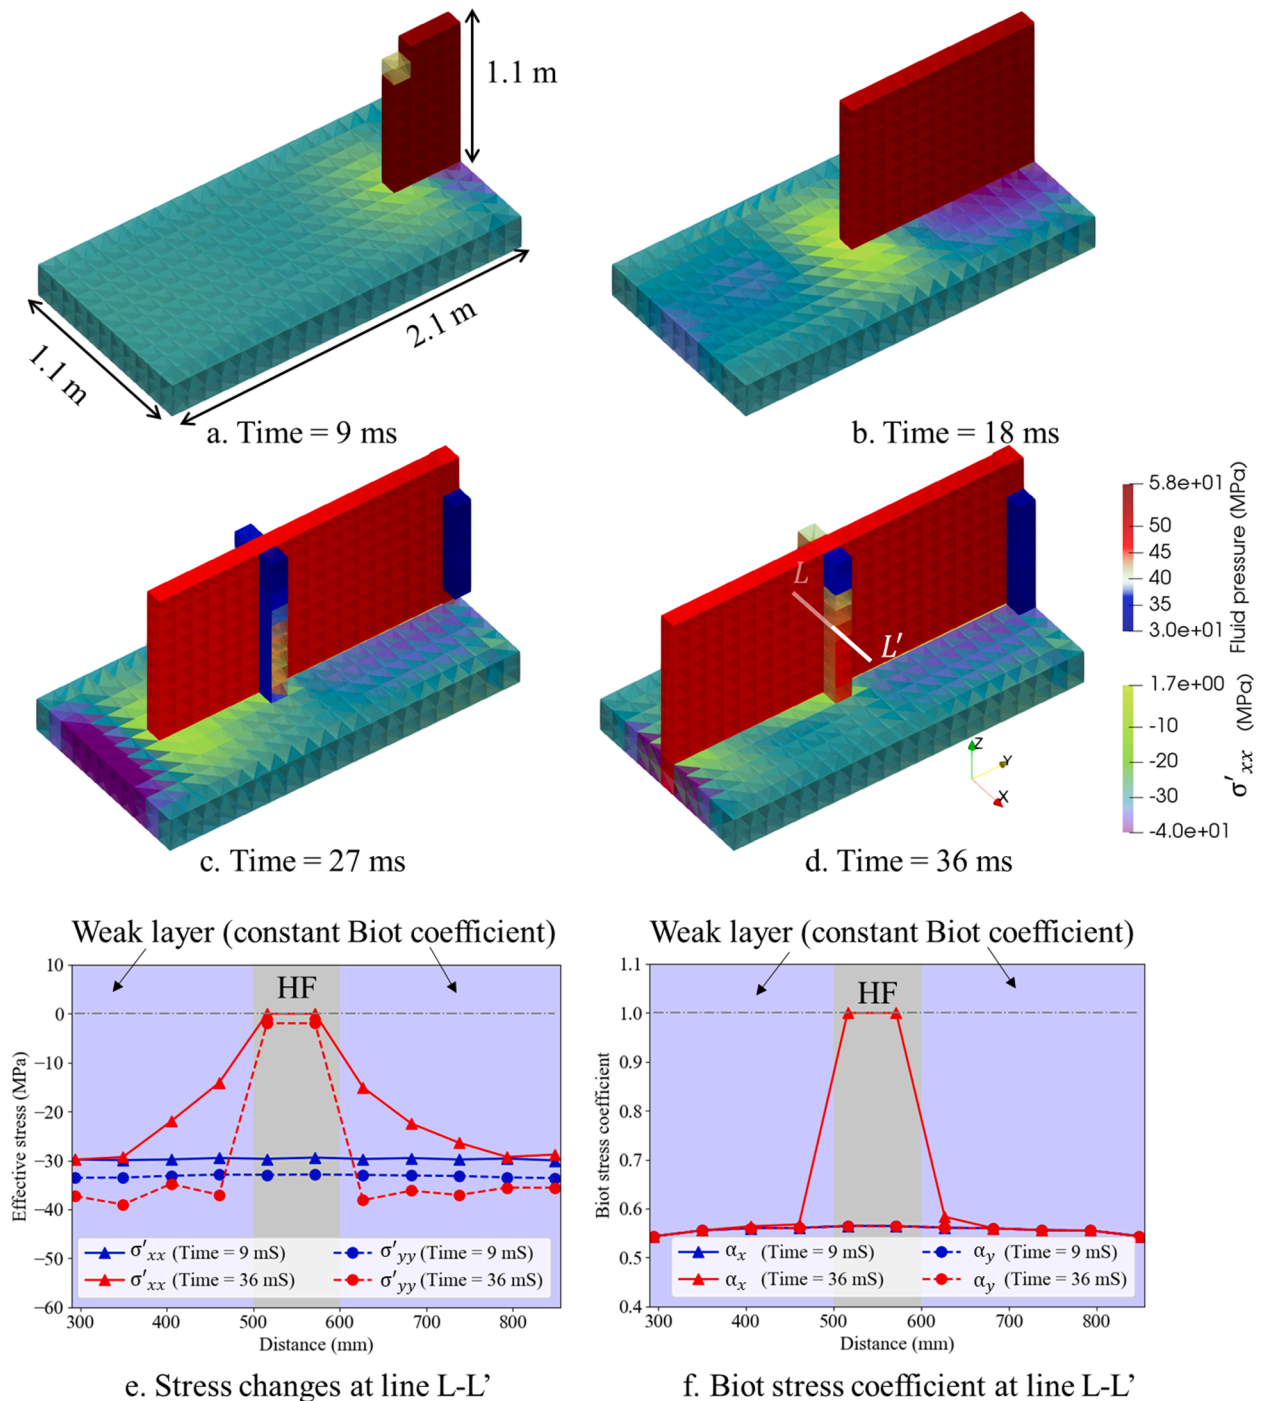 1.1 m
2.1 m
1.1 m
a. Time = 9 ms
b. Time = 18 ms
L
L′
Z
Y
X
5.8e+01
50
45
40
35
3.0e+01
Fluid pressure (MPa)
1.7e+00
-10
-20
-30
-4.0e+01
σ′xx (MPa)
c. Time = 27 ms
d. Time = 36 ms
Weak layer (constant Biot coefficient)
HF
10
0
−10
−20
−30
−40
−50
−60
Effective stress (MPa)
σ′xx (Time = 9 mS)
σ′yy (Time = 9 mS)
σ′xx (Time = 36 mS)
σ′yy (Time = 36 mS)
300 400 500 600 700 800
Distance (mm)
e. Stress changes at line L-L’
Weak layer (constant Biot coefficient)
HF
1.1
1.0
0.9
0.8
0.7
0.6
0.5
0.4
Biot stress coefficient
αx (Time = 9 mS)
αy (Time = 9 mS)
αx (Time = 36 mS)
αy (Time = 36 mS)
300 400 500 600 700 800
Distance (mm)
f. Biot stress coefficient at line L-L’